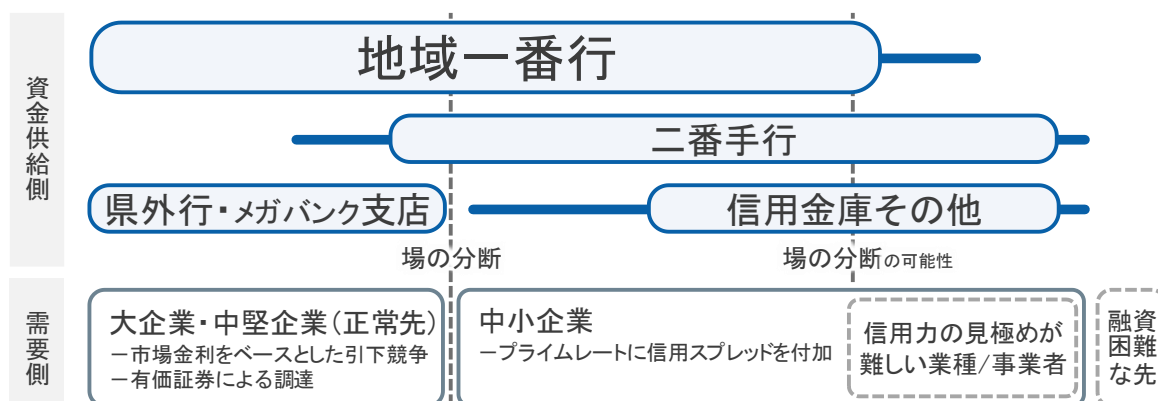 資金供給側
地域一番行
二番手行
県外行・メガバンク支店
信用金庫その他
場の分断
場の分断の可能性
需要側
大企業・中堅企業(正常先)
－市場金利をベースとした引下競争
－有価証券による調達
中小企業
－プライムレートに信用スプレッドを付加
信用力の見極めが
難しい業種/事業者
融資
困難
な先